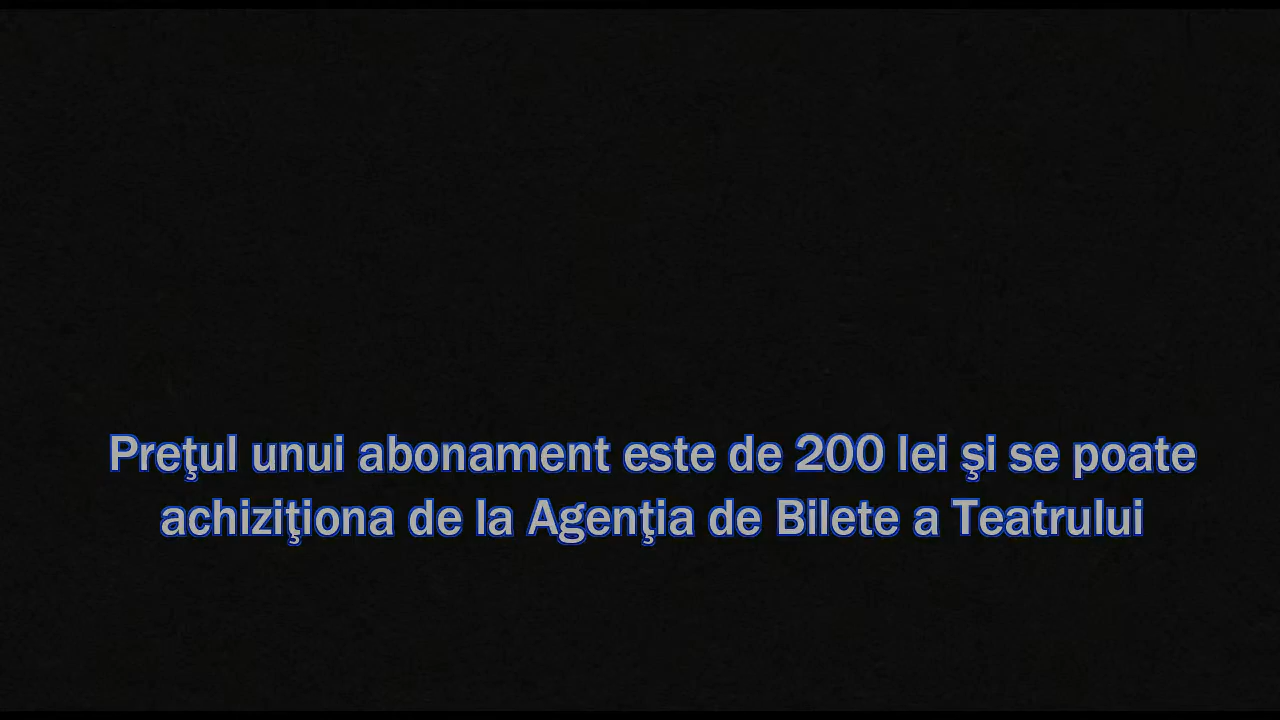 Preţul unui abonament este de 200 lei şi se poate
achiziţiona de la Agenţia de Bilete a Teatrului